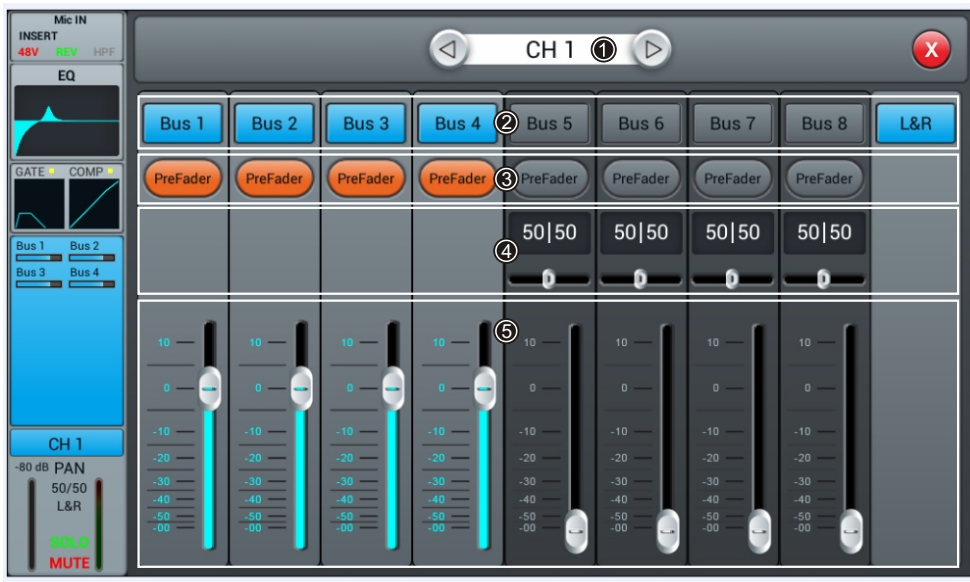 Mic IN
INSERT
48V REV HPF
EQ
GATE COMP
Bus 1 Bus 2
Bus 3 Bus 4
CH 1
-80 dB PAN
50/50
L&R
SOLO
MUTE
CH 1 ① X
Bus 1 Bus 2 Bus 3 Bus 4 ② Bus 5 Bus 6 Bus 7 Bus 8 L&R
PreFader PreFader PreFader PreFader ③ PreFader PreFader PreFader PreFader
50|50 50|50 50|50 50|50
④
⑤
10 10 10 10 10 10 10 10
0 0 0 0 0 0 0 0
-10 -10 -10 -10 -10 -10 -10 -10
-20 -20 -20 -20 -20 -20 -20 -20
-30 -30 -30 -30 -30 -30 -30 -30
-40 -40 -40 -40 -40 -40 -40 -40
-50 -50 -50 -50 -50 -50 -50 -50
-00 -00 -00 -00 -00 -00 -00 -00